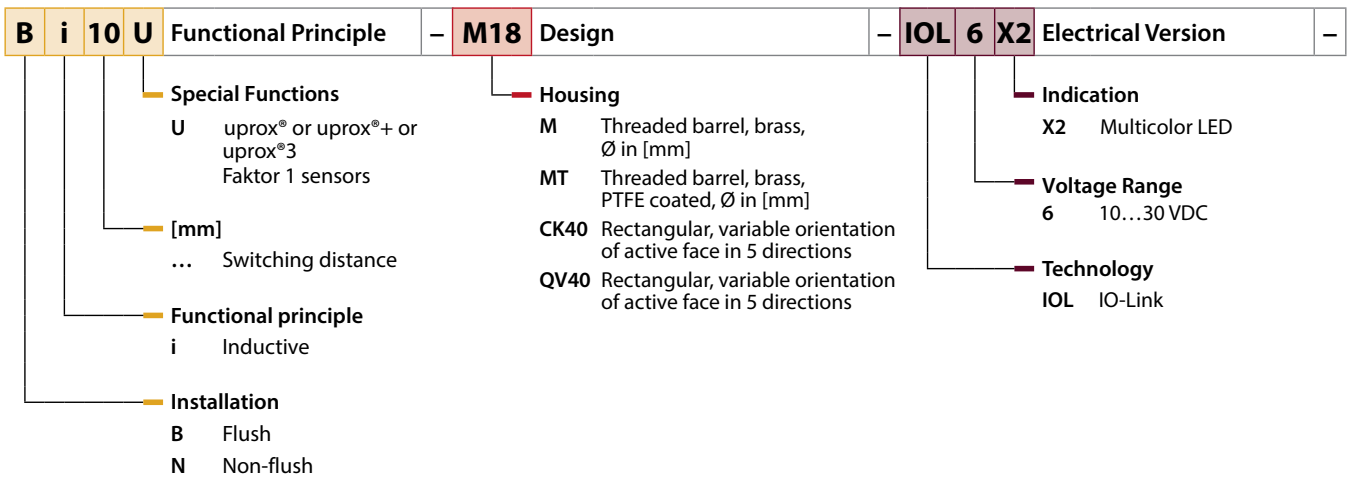 B i 10 U Functional Principle – M18 Design – IOL 6 X2 Electrical Version –
Special Functions
U uprox® or uprox®+ or
uprox®3
Faktor 1 sensors
[mm]
... Switching distance
Functional principle
i Inductive
Installation
B Flush
N Non-flush
Housing
M Threaded barrel, brass,
Ø in [mm]
MT Threaded barrel, brass,
PTFE coated, Ø in [mm]
CK40 Rectangular, variable orientation
of active face in 5 directions
QV40 Rectangular, variable orientation
of active face in 5 directions
Indication
X2 Multicolor LED
Voltage Range
6 10…30 VDC
Technology
IOL IO-Link